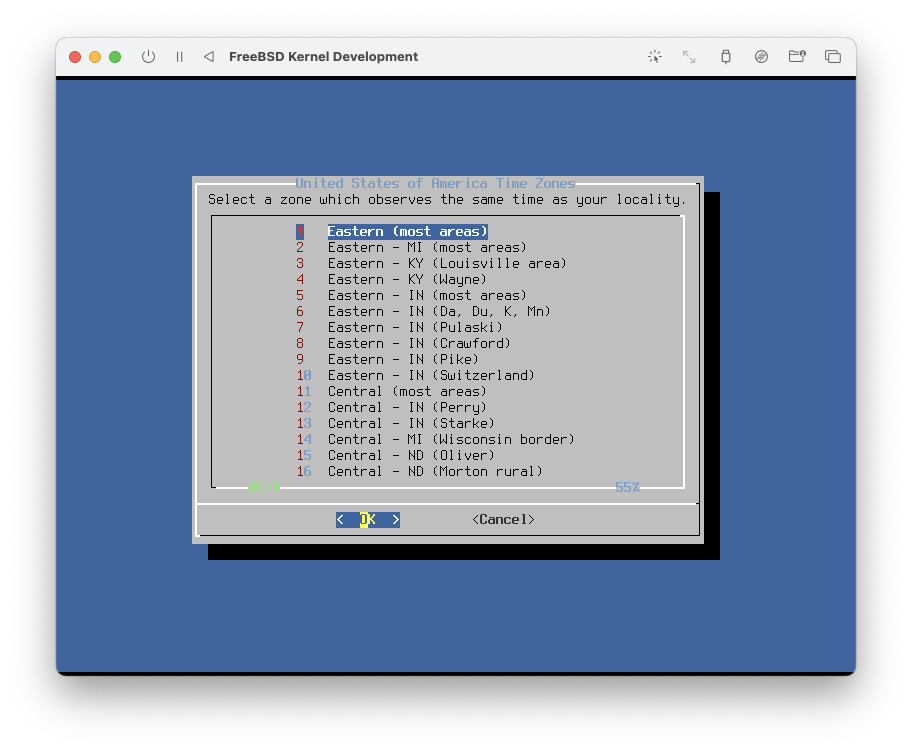 FreeBSD Kernel Development
United States of America Time Zones
Select a zone which observes the same time as your locality.
1 Eastern (most areas)
2 Eastern - MI (most areas)
3 Eastern - KY (Louisville area)
4 Eastern - KY (Wayne)
5 Eastern - IN (most areas)
6 Eastern - IN (Da, Du, K, Mn)
7 Eastern - IN (Pulaski)
8 Eastern - IN (Crawford)
9 Eastern - IN (Pike)
10 Eastern - IN (Switzerland)
11 Central (most areas)
12 Central - IN (Perry)
13 Central - IN (Starke)
14 Central - MI (Wisconsin border)
15 Central - ND (Oliver)
16 Central - ND (Morton rural)
55%
< OK > <Cancel>